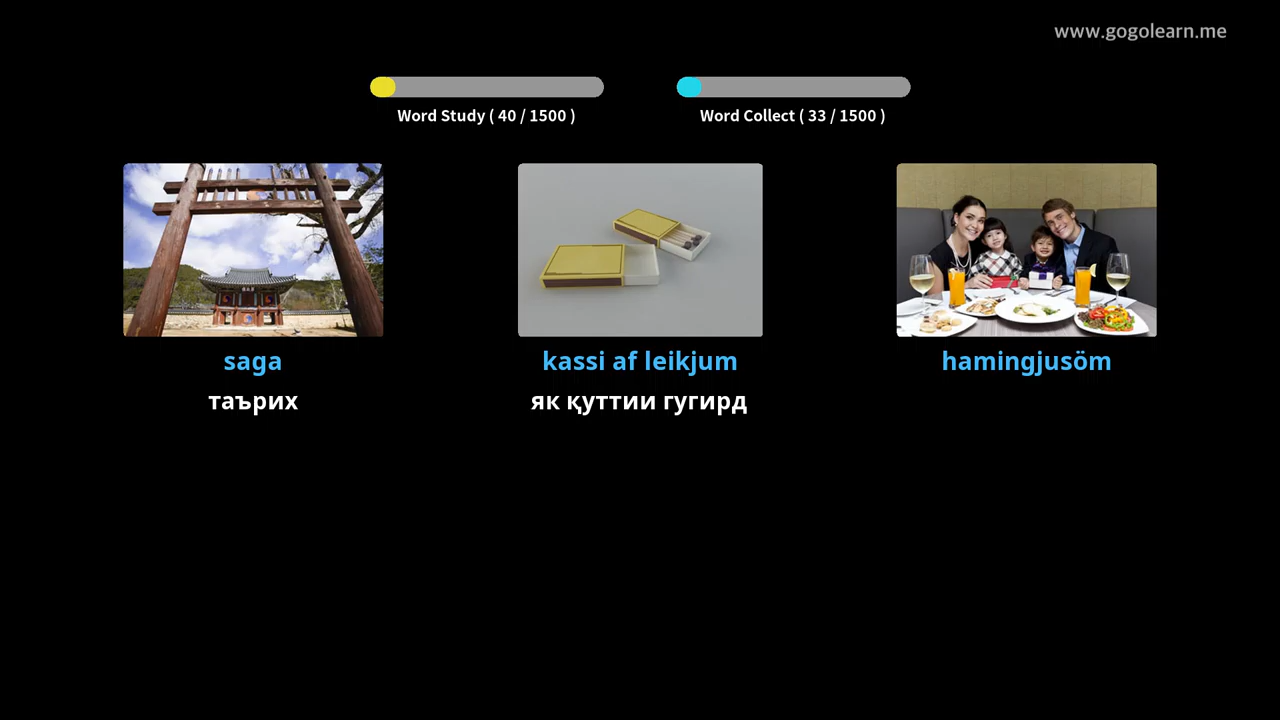 www.gogolearn.me
Word Study ( 40 / 1500 )
Word Collect ( 33 / 1500 )
saga
kassi af leikjum
hamingjusöm
таърих
як қуттии гугирд